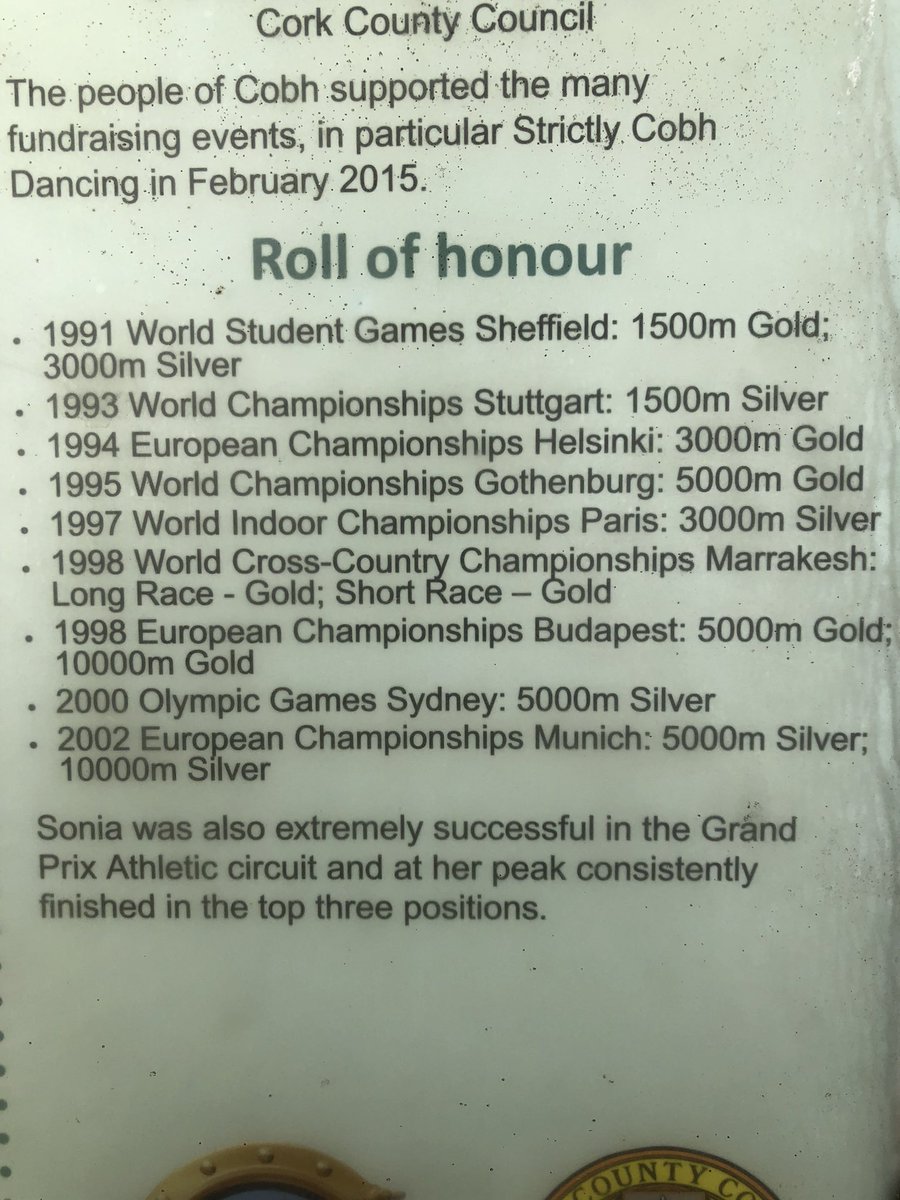 Cork County Council
The people of Cobh supported the many
fundraising events, in particular Strictly Cobh
Dancing in February 2015.
Roll of honour
• 1991 World Student Games Sheffield: 1500m Gold;
3000m Silver
• 1993 World Championships Stuttgart: 1500m Silver
• 1994 European Championships Helsinki: 3000m Gold
• 1995 World Championships Gothenburg: 5000m Gold
• 1997 World Indoor Championships Paris: 3000m Silver
• 1998 World Cross-Country Championships Marrakesh:
Long Race - Gold; Short Race – Gold
• 1998 European Championships Budapest: 5000m Gold;
10000m Gold
• 2000 Olympic Games Sydney: 5000m Silver
• 2002 European Championships Munich: 5000m Silver;
10000m Silver
Sonia was also extremely successful in the Grand
Prix Athletic circuit and at her peak consistently
finished in the top three positions.
COUNTY CO